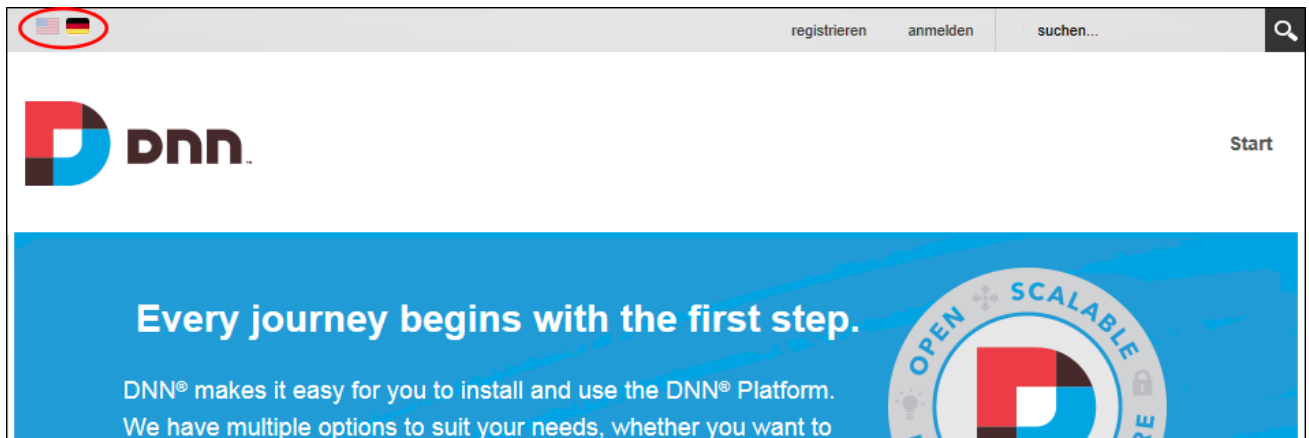 registrieren anmelden suchen...
DNN™
Start
Every journey begins with the first step.
DNN® makes it easy for you to install and use the DNN® Platform.
We have multiple options to suit your needs, whether you want to
OPEN SCALABLE